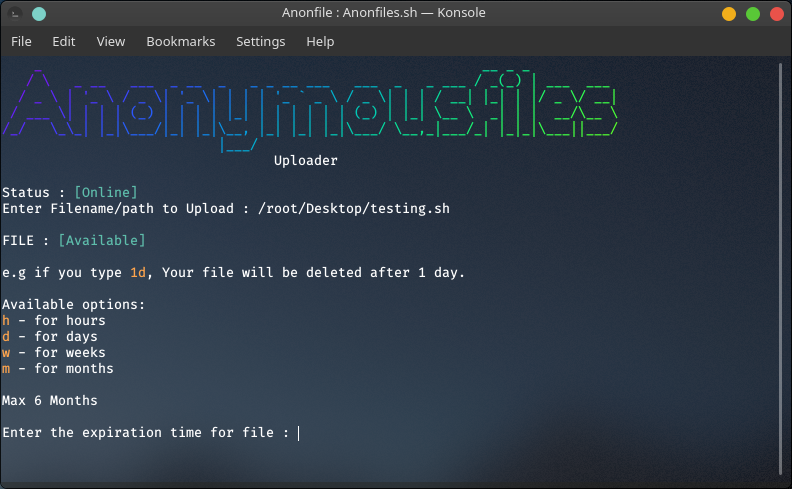 Anonfile : Anonfiles.sh — Konsole
File Edit View Bookmarks Settings Help
Anonymousfiles
Uploader
Status : [Online]
Enter Filename/path to Upload : /root/Desktop/testing.sh
FILE : [Available]
e.g if you type 1d, Your file will be deleted after 1 day.
Available options:
h - for hours
d - for days
w - for weeks
m - for months
Max 6 Months
Enter the expiration time for file :